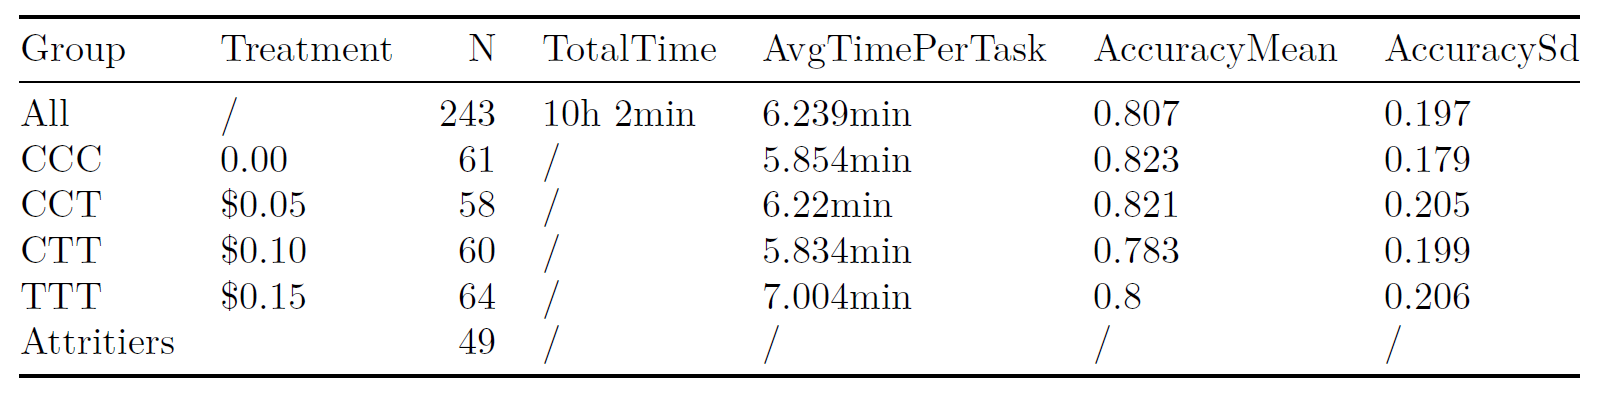 Group Treatment N TotalTime AvgTimePerTask AccuracyMean AccuracySd
All / 243 10h 2min 6.239min 0.807 0.197
CCC 0.00 61 / 5.854min 0.823 0.179
CCT $0.05 58 / 6.22min 0.821 0.205
CTT $0.10 60 / 5.834min 0.783 0.199
TTT $0.15 64 / 7.004min 0.8 0.206
Attritiers 49 / / / /